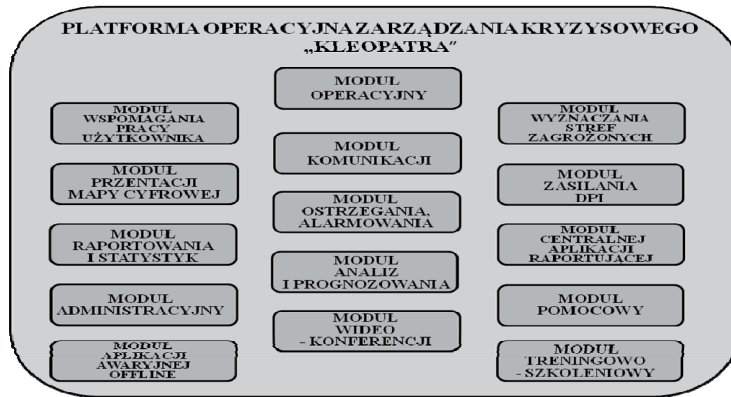 PLATFORMA OPERACYJNA ZARZĄDZANIA KRYZYSOWEGO
„KLEOPATRA”
MODUŁ
WSPOMAGANIA
PRACY
UŻYTKOWNIKA
MODUŁ
PRZENTACJI
MAPY CYFROWEJ
MODUŁ
RAPORTOWANIA
I STATYSTYK
MODUŁ
ADMINISTRACYJNY
MODUŁ
APLIKACJI
AWARYJNEJ
OFFLINE
MODUŁ
OPERACYJNY
MODUŁ
KOMUNIKACJI
MODUŁ
OSTRZEGANIA,
ALARMOWANIA
MODUŁ
ANALIZ
I PROGNOZOWANIA
MODUŁ
WIDEO
- KONFERENCJI
MODUŁ
WYZNACZANIA
STREF
ZAGROŻONYCH
MODUŁ
ZASILANIA
DPI
MODUŁ
CENTRALNEJ
APLIKACJI
RAPORTUJĄCEJ
MODUŁ
POMOCOWY
MODUŁ
TRENINGOWO
- SZKOLENIOWY